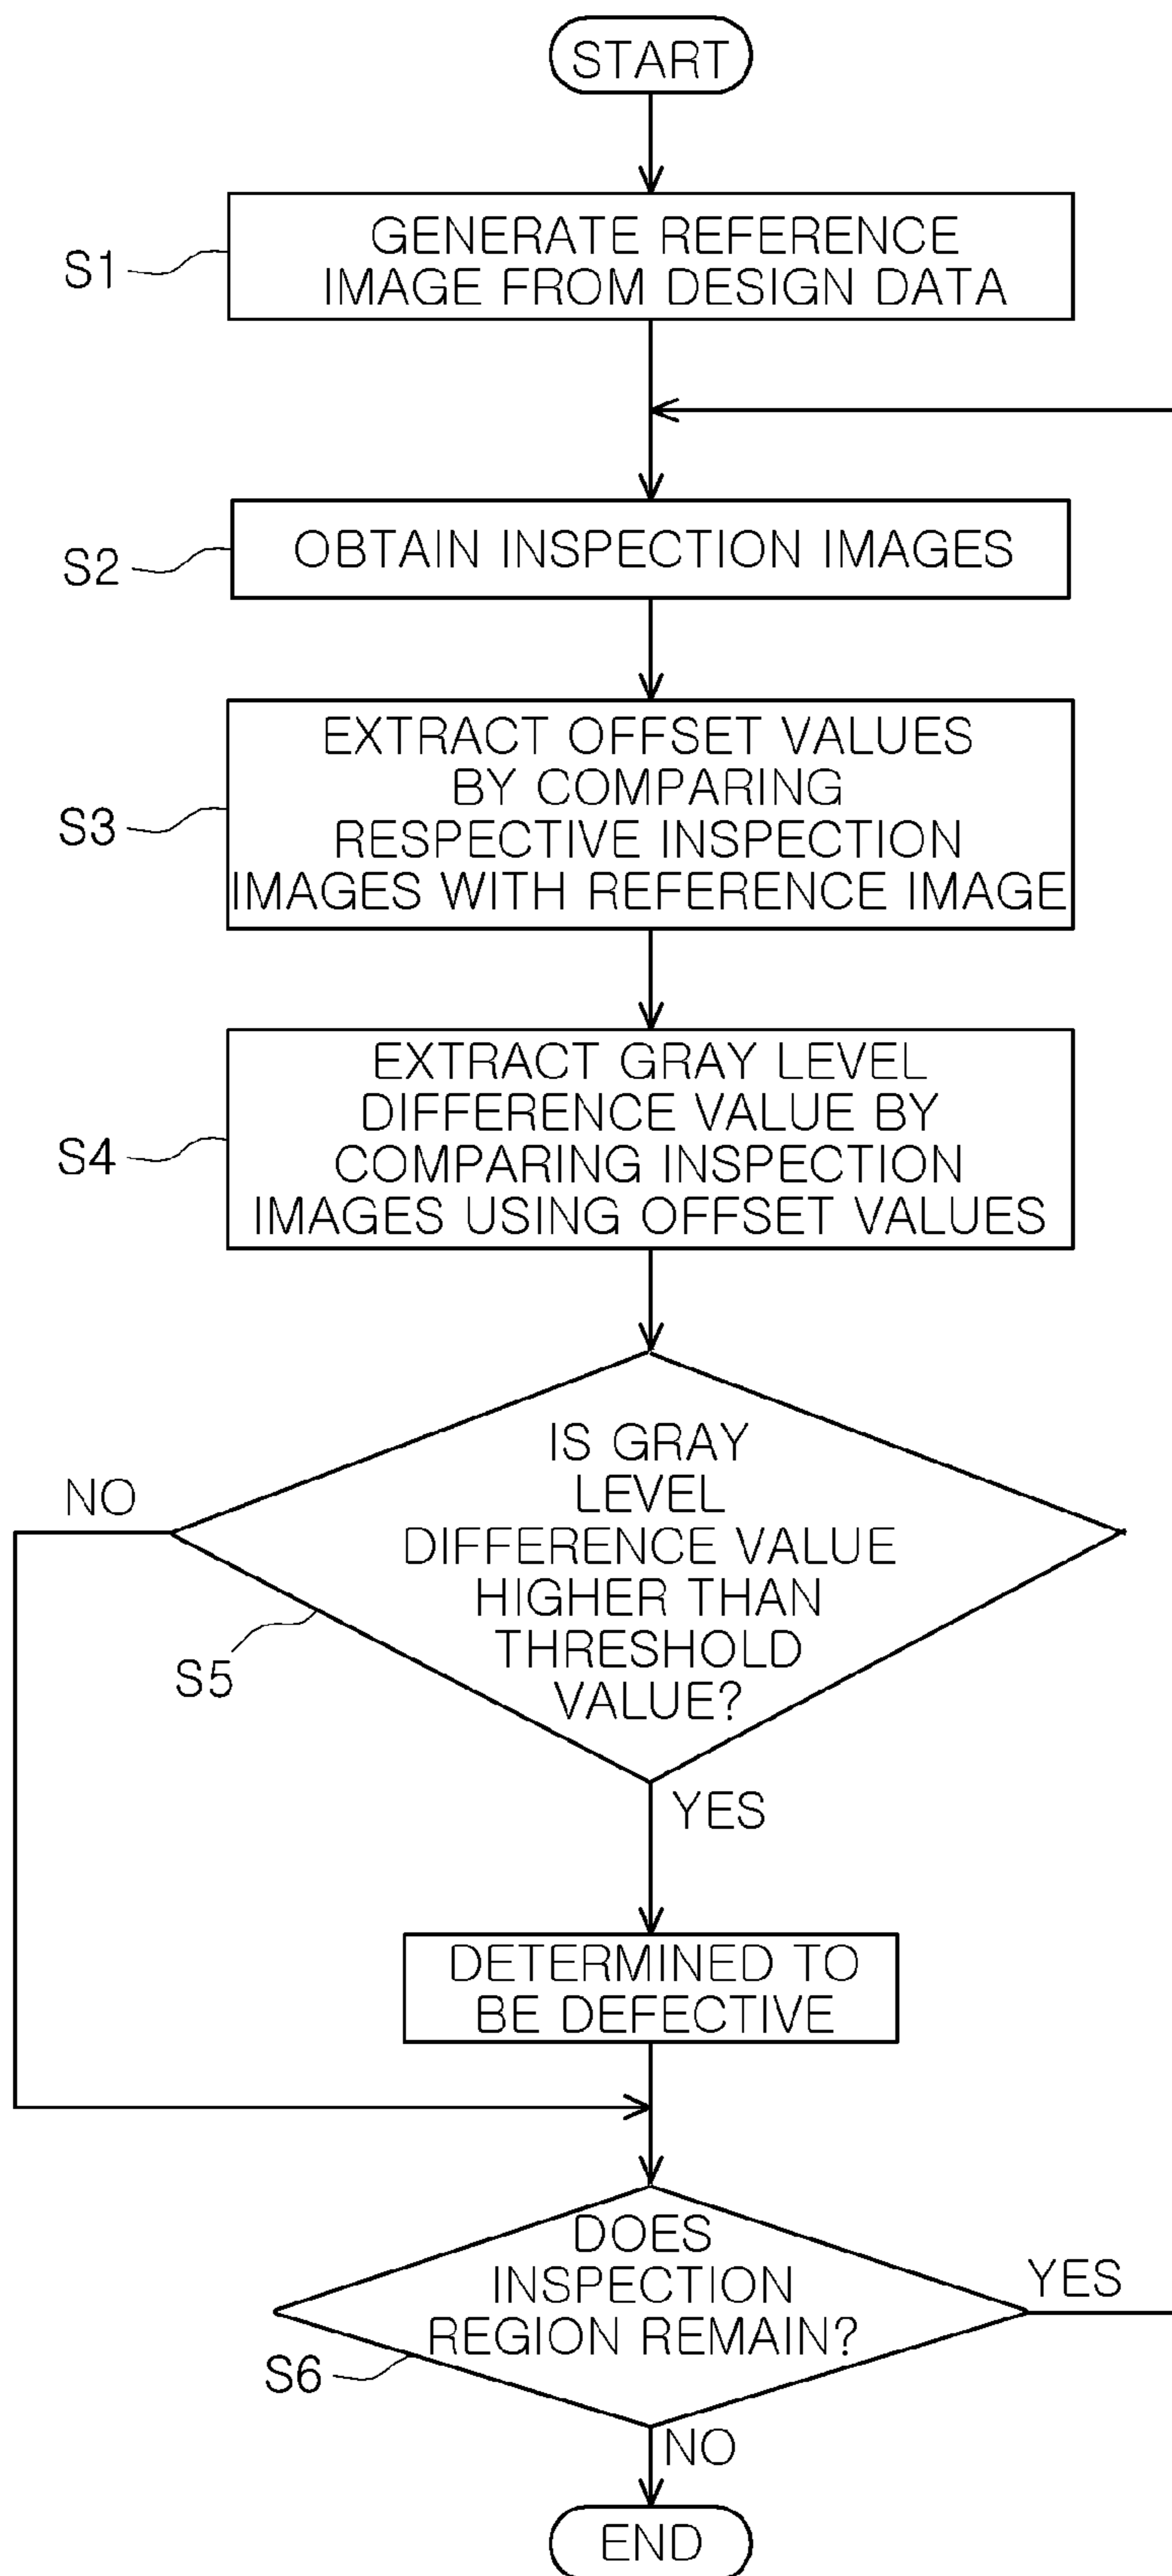 START
S1
GENERATE REFERENCE
IMAGE FROM DESIGN DATA
S2
OBTAIN INSPECTION IMAGES
S3
EXTRACT OFFSET VALUES
BY COMPARING
RESPECTIVE INSPECTION
IMAGES WITH REFERENCE IMAGE
S4
EXTRACT GRAY LEVEL
DIFFERENCE VALUE BY
COMPARING INSPECTION
IMAGES USING OFFSET VALUES
NO
IS GRAY
LEVEL
DIFFERENCE VALUE
HIGHER THAN
THRESHOLD
VALUE?
S5
YES
DETERMINED TO
BE DEFECTIVE
DOES
INSPECTION
REGION REMAIN?
YES
S6
NO
END